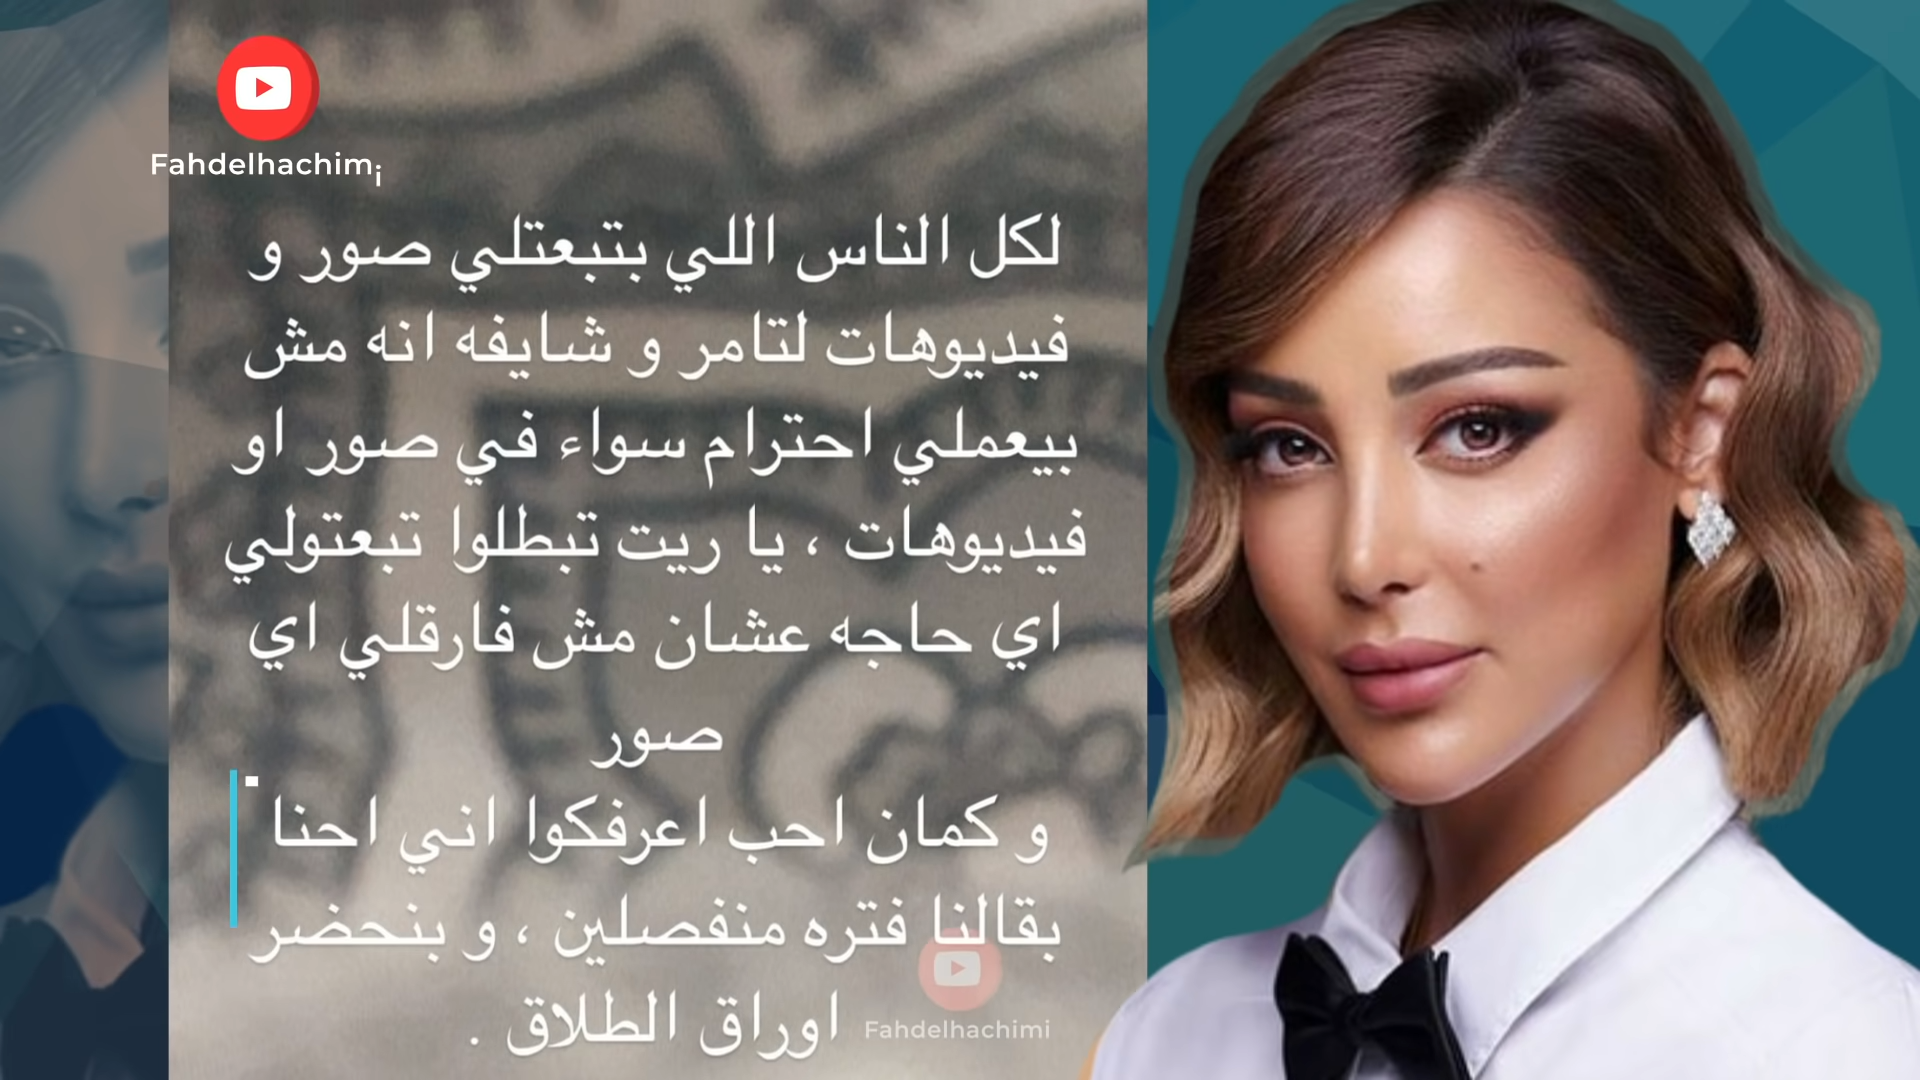 Fahdelhachimi
لكل الناس اللي بتبعتلي صور و
فيديوهات لتامر و شايفه انه مش
بيعملي احترام سواء في صور او
فيديوهات ، يا ريت تبطلوا تبعتولي
اي حاجه عشان مش فارقلي اي
صور
و كمان احب اعرفكوا اني احنا
بقالنا فتره منفصلين ، و بنحضر
اوراق الطلاق .
Fahdelhachimi